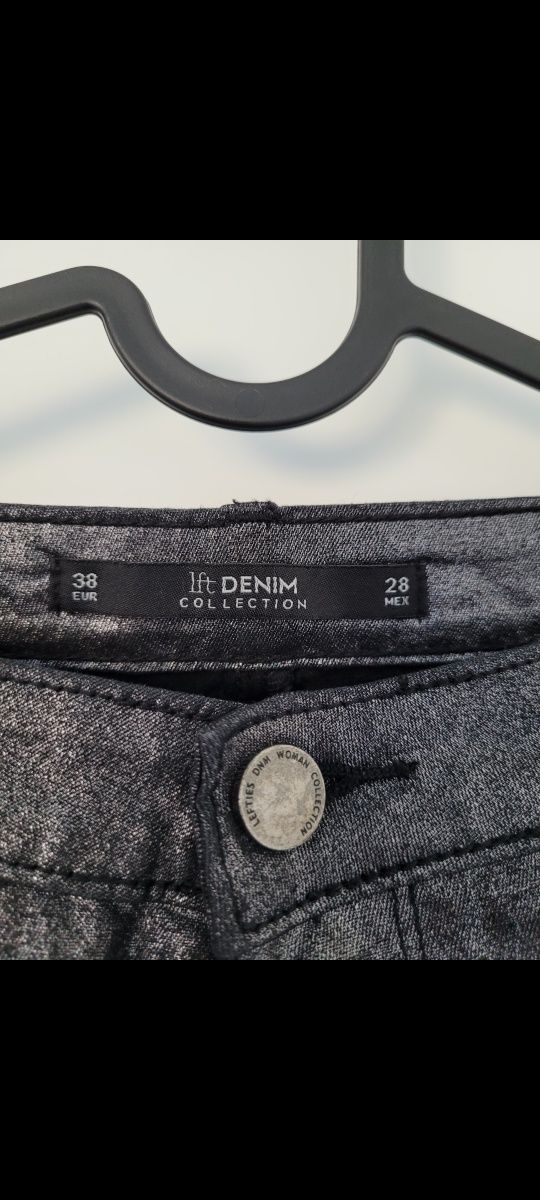 38
EUR
lft DENIM
COLLECTION
28
MEX
LEFTIES DNM WOMAN COLLECTION